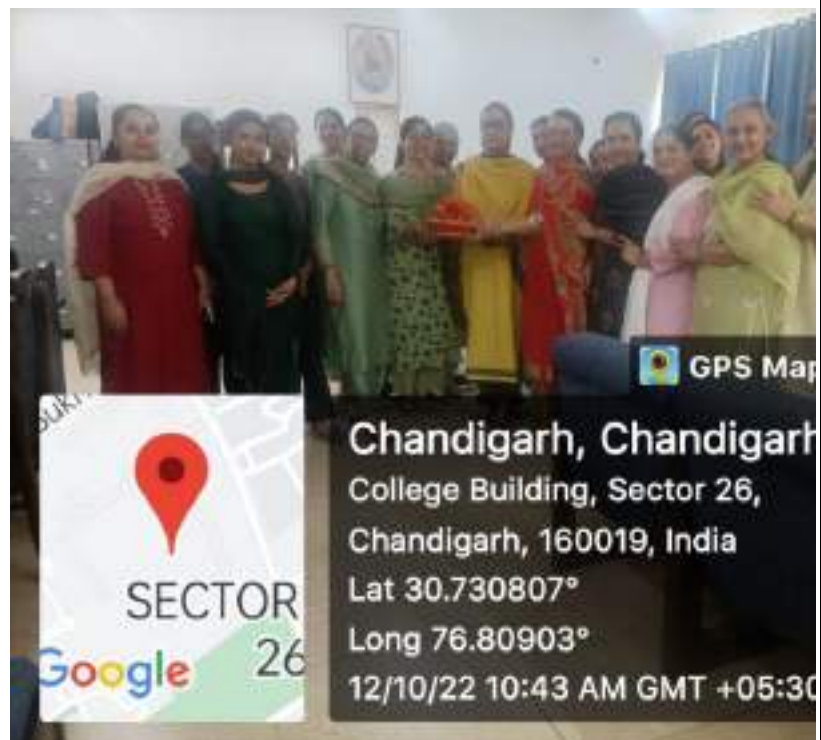 GPS Map
Chandigarh, Chandigarh
College Building, Sector 26,
Chandigarh, 160019, India
Lat 30.730807°
Long 76.80903°
12/10/22 10:43 AM GMT +05:30
SECTOR
26
Google